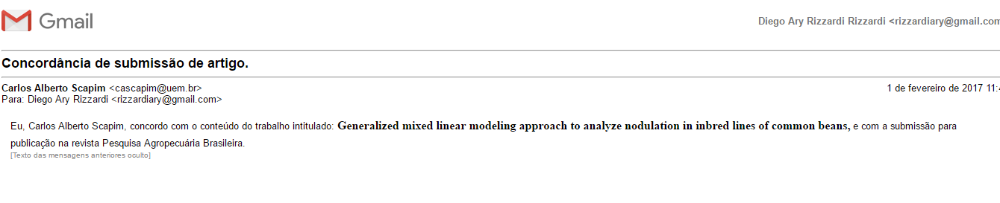 Gmail
Diego Ary Rizzardi Rizzardi <rizzardiary@gmail.com
Concordância de submissão de artigo.
Carlos Alberto Scapim <cascapim@uem.br>
1 de fevereiro de 2017 11:
Para: Diego Ary Rizzardi <rizzardiary@gmail.com>
Eu, Carlos Alberto Scapim, concordo com o conteúdo do trabalho intitulado: Generalized mixed linear modeling approach to analyze nodulation in inbred lines of common beans, e com a submissão para
publicação na revista Pesquisa Agropecuária Brasileira.
[Texto das mensagens anteriores oculto]